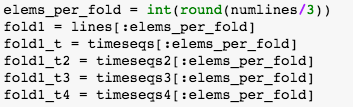 elems_per_fold = int(round(numlines/3))
fold1 = lines[:elems_per_fold]
fold1_t = timeseqs[:elems_per_fold]
fold1_t2 = timeseqs2[:elems_per_fold]
fold1_t3 = timeseqs3[:elems_per_fold]
fold1_t4 = timeseqs4[:elems_per_fold]